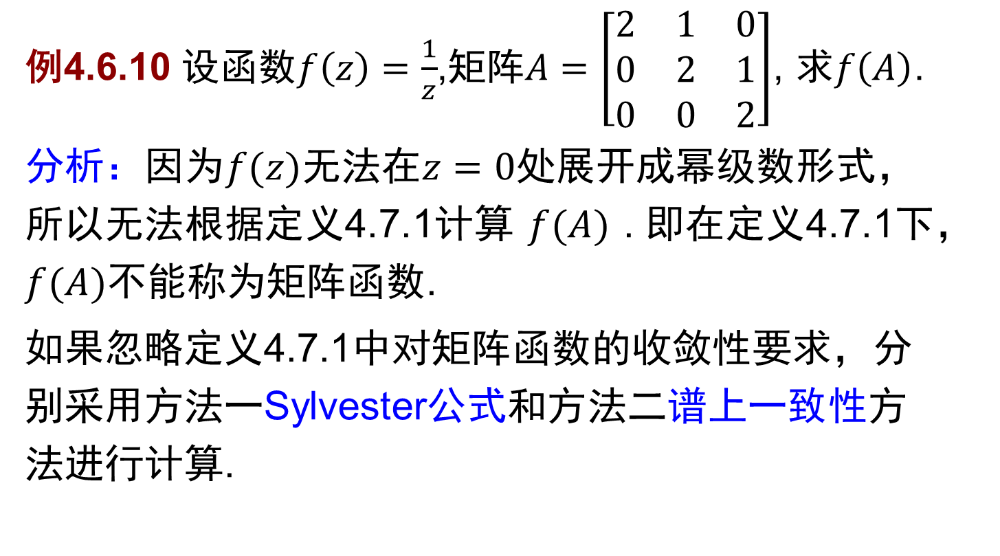 例4.6.10 设函数f(z) = 1/z,矩阵A = [2 1 0; 0 2 1; 0 0 2], 求f(A).
分析：因为f(z)无法在z = 0处展开成幂级数形式，
所以无法根据定义4.7.1计算 f(A) . 即在定义4.7.1下，
f(A)不能称为矩阵函数.
如果忽略定义4.7.1中对矩阵函数的收敛性要求，分
别采用方法一Sylvester公式和方法二谱上一致性方
法进行计算.